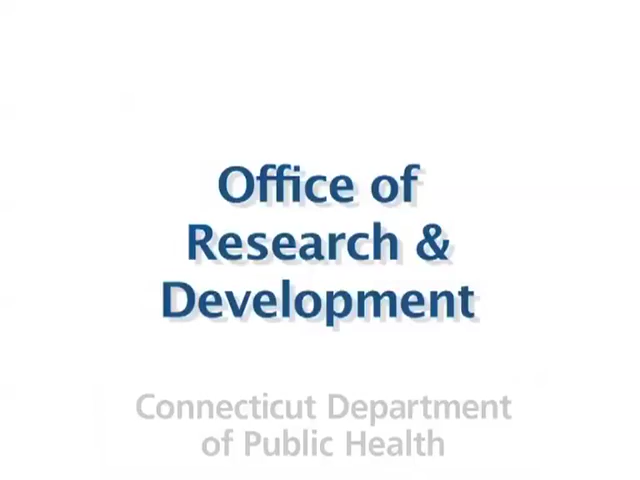 Office of
Research &
Development
Connecticut Department
of Public Health